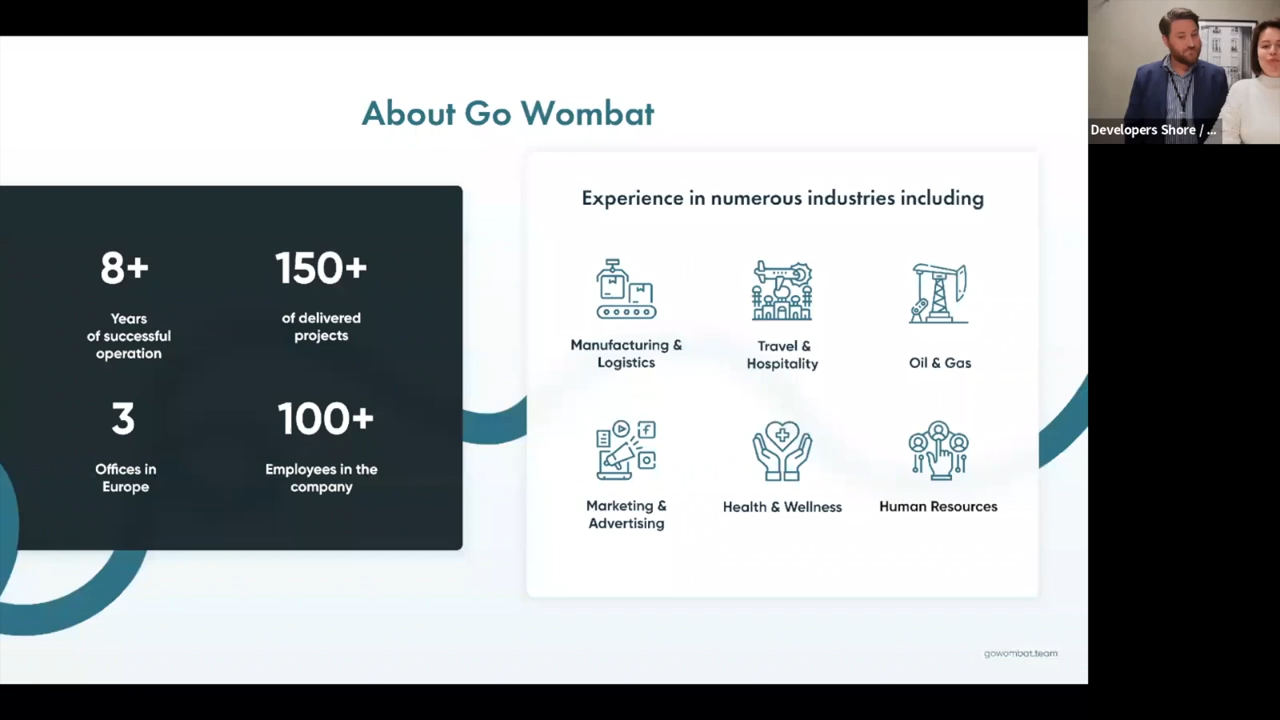 About Go Wombat
8+
Years
of successful
operation
150+
of delivered
projects
3
Offices in
Europe
100+
Employees in the
company
Experience in numerous industries including
Manufacturing &
Logistics
Travel &
Hospitality
Oil & Gas
Marketing &
Advertising
Health & Wellness
Human Resources
gowombat.team
Developers Shore / ...